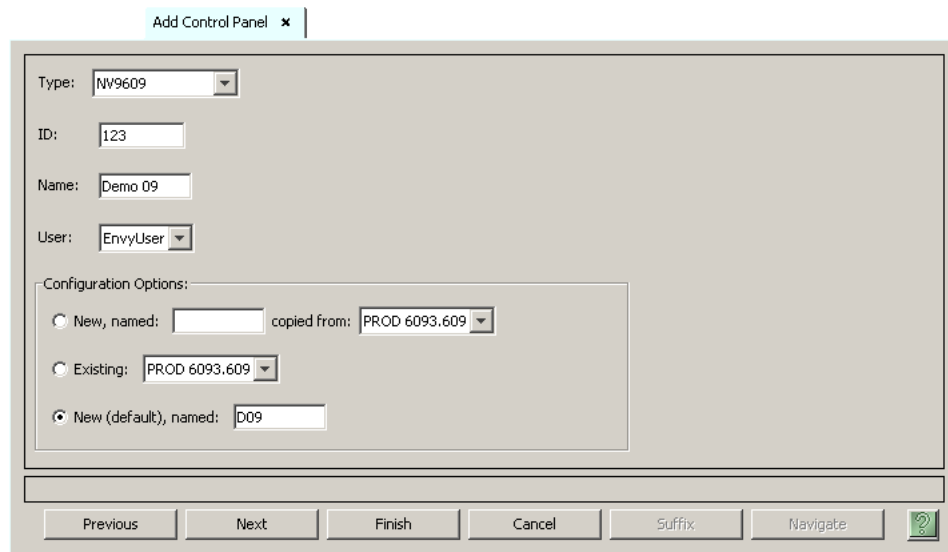 Add Control Panel ×
Type: NV9609
ID: 123
Name: Demo 09
User: EnvyUser
Configuration Options:
New, named: copied from: PROD 6093.609
Existing: PROD 6093.609
New (default), named: D09
Previous Next Finish Cancel Suffix Navigate ?